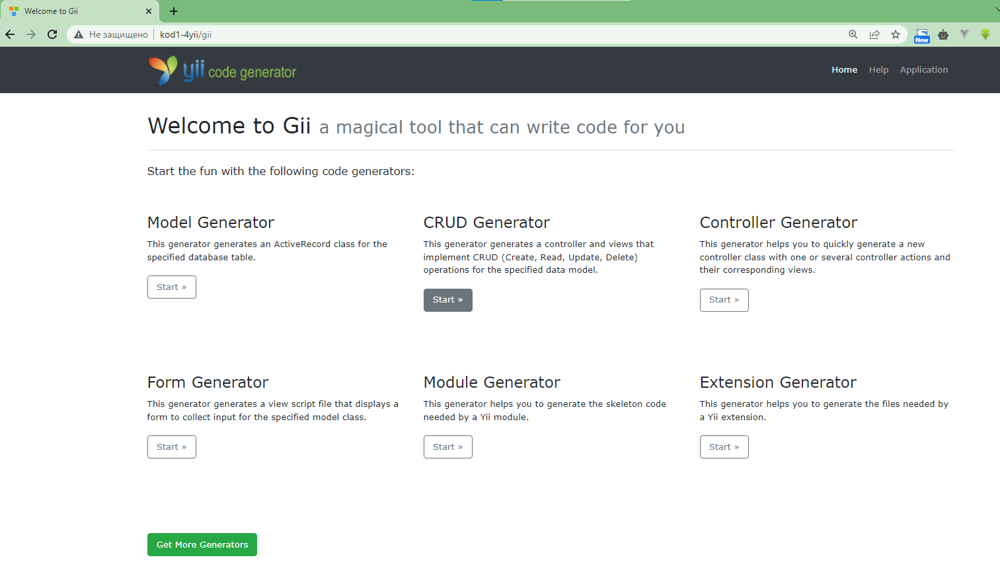 Welcome to Gii
Не защищено kod1-4yii/gii
New
yii code generator
Home Help Application
Welcome to Gii a magical tool that can write code for you
Start the fun with the following code generators:
Model Generator
This generator generates an ActiveRecord class for the
specified database table.
Start »
CRUD Generator
This generator generates a controller and views that
implement CRUD (Create, Read, Update, Delete)
operations for the specified data model.
Start »
Controller Generator
This generator helps you to quickly generate a new
controller class with one or several controller actions and
their corresponding views.
Start »
Form Generator
This generator generates a view script file that displays a
form to collect input for the specified model class.
Start »
Module Generator
This generator helps you to generate the skeleton code
needed by a Yii module.
Start »
Extension Generator
This generator helps you to generate the files needed by
a Yii extension.
Start »
Get More Generators